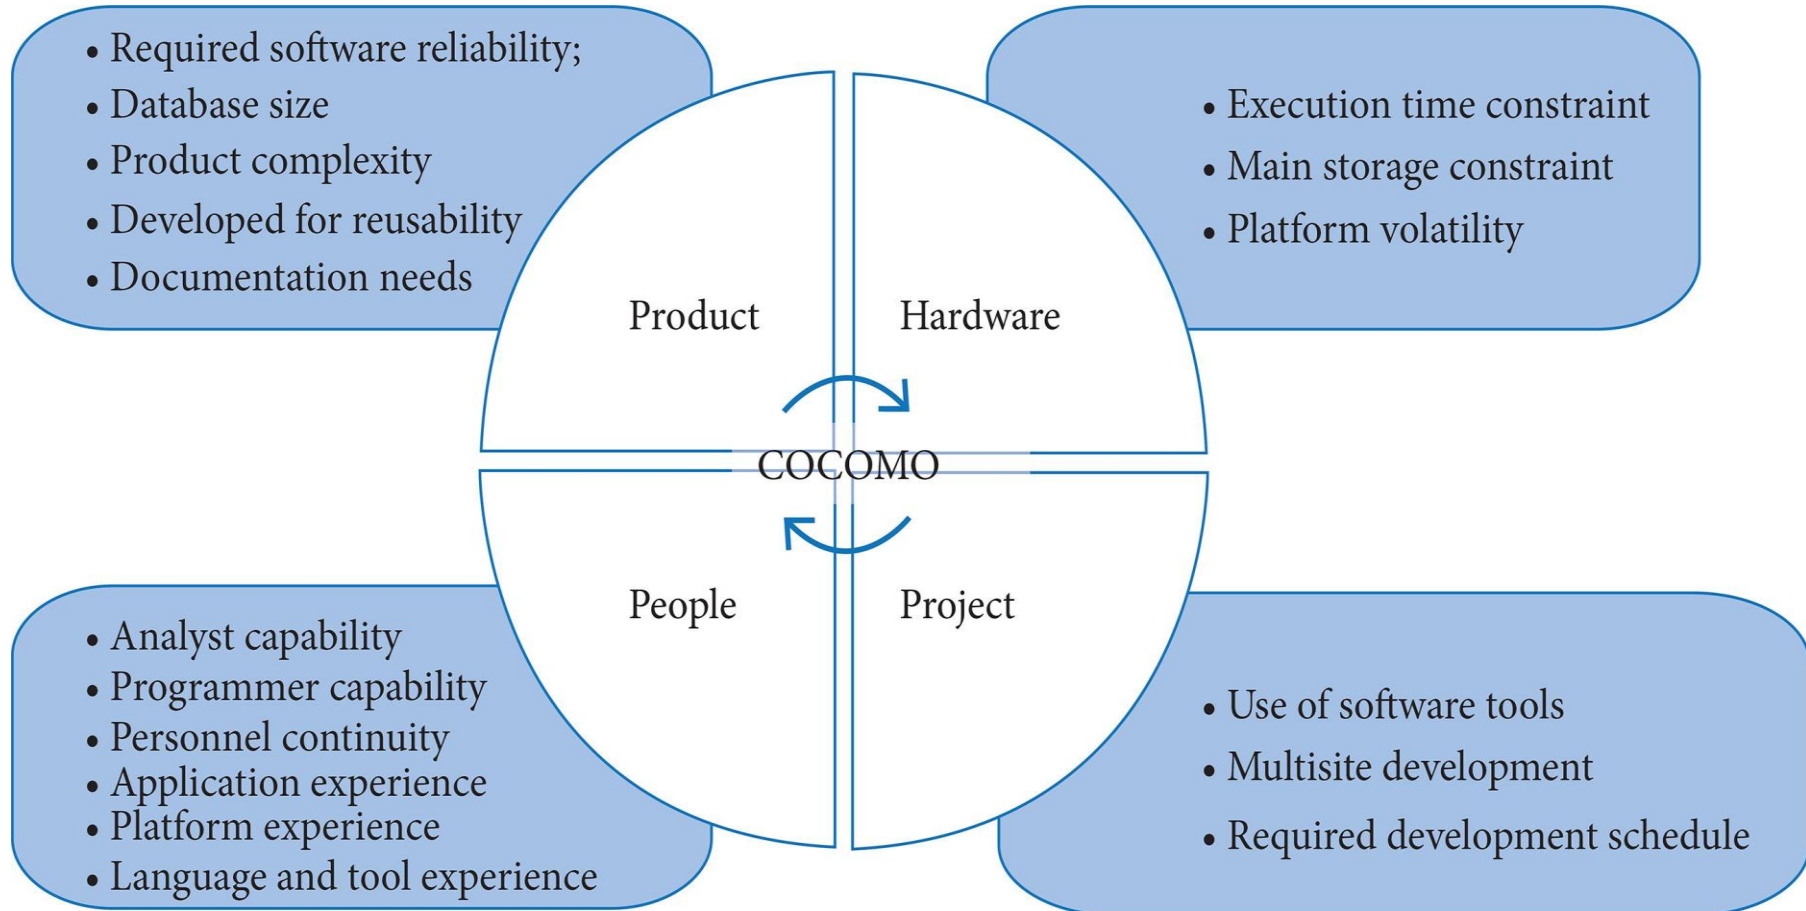 • Required software reliability;
• Database size
• Product complexity
• Developed for reusability
• Documentation needs
• Execution time constraint
• Main storage constraint
• Platform volatility
Product
Hardware
COCOMO
People
Project
• Analyst capability
• Programmer capability
• Personnel continuity
• Application experience
• Platform experience
• Language and tool experience
• Use of software tools
• Multisite development
• Required development schedule